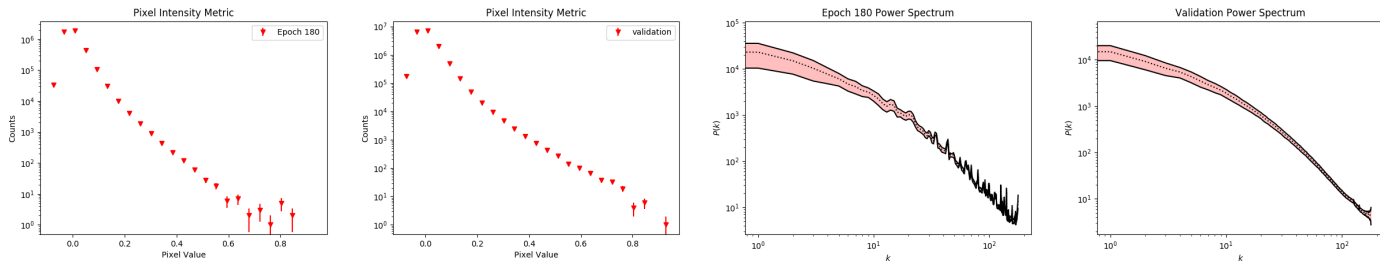 Pixel Intensity Metric
Epoch 180
Counts
10^6
10^5
10^4
10^3
10^2
10^1
10^0
0.0 0.2 0.4 0.6 0.8
Pixel Value
Pixel Intensity Metric
validation
Counts
10^7
10^6
10^5
10^4
10^3
10^2
10^1
10^0
0.0 0.2 0.4 0.6 0.8
Pixel Value
Epoch 180 Power Spectrum
P(k)
10^5
10^4
10^3
10^2
10^1
10^0 10^1 10^2
k
Validation Power Spectrum
P(k)
10^4
10^3
10^2
10^1
10^0 10^1 10^2
k